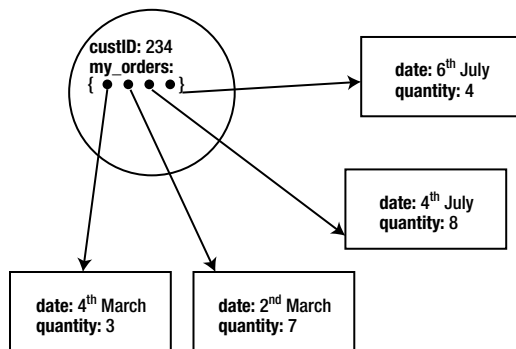 custID: 234
my_orders:
{ • • • • }
date: 6th July
quantity: 4
date: 4th July
quantity: 8
date: 4th March
quantity: 3
date: 2nd March
quantity: 7